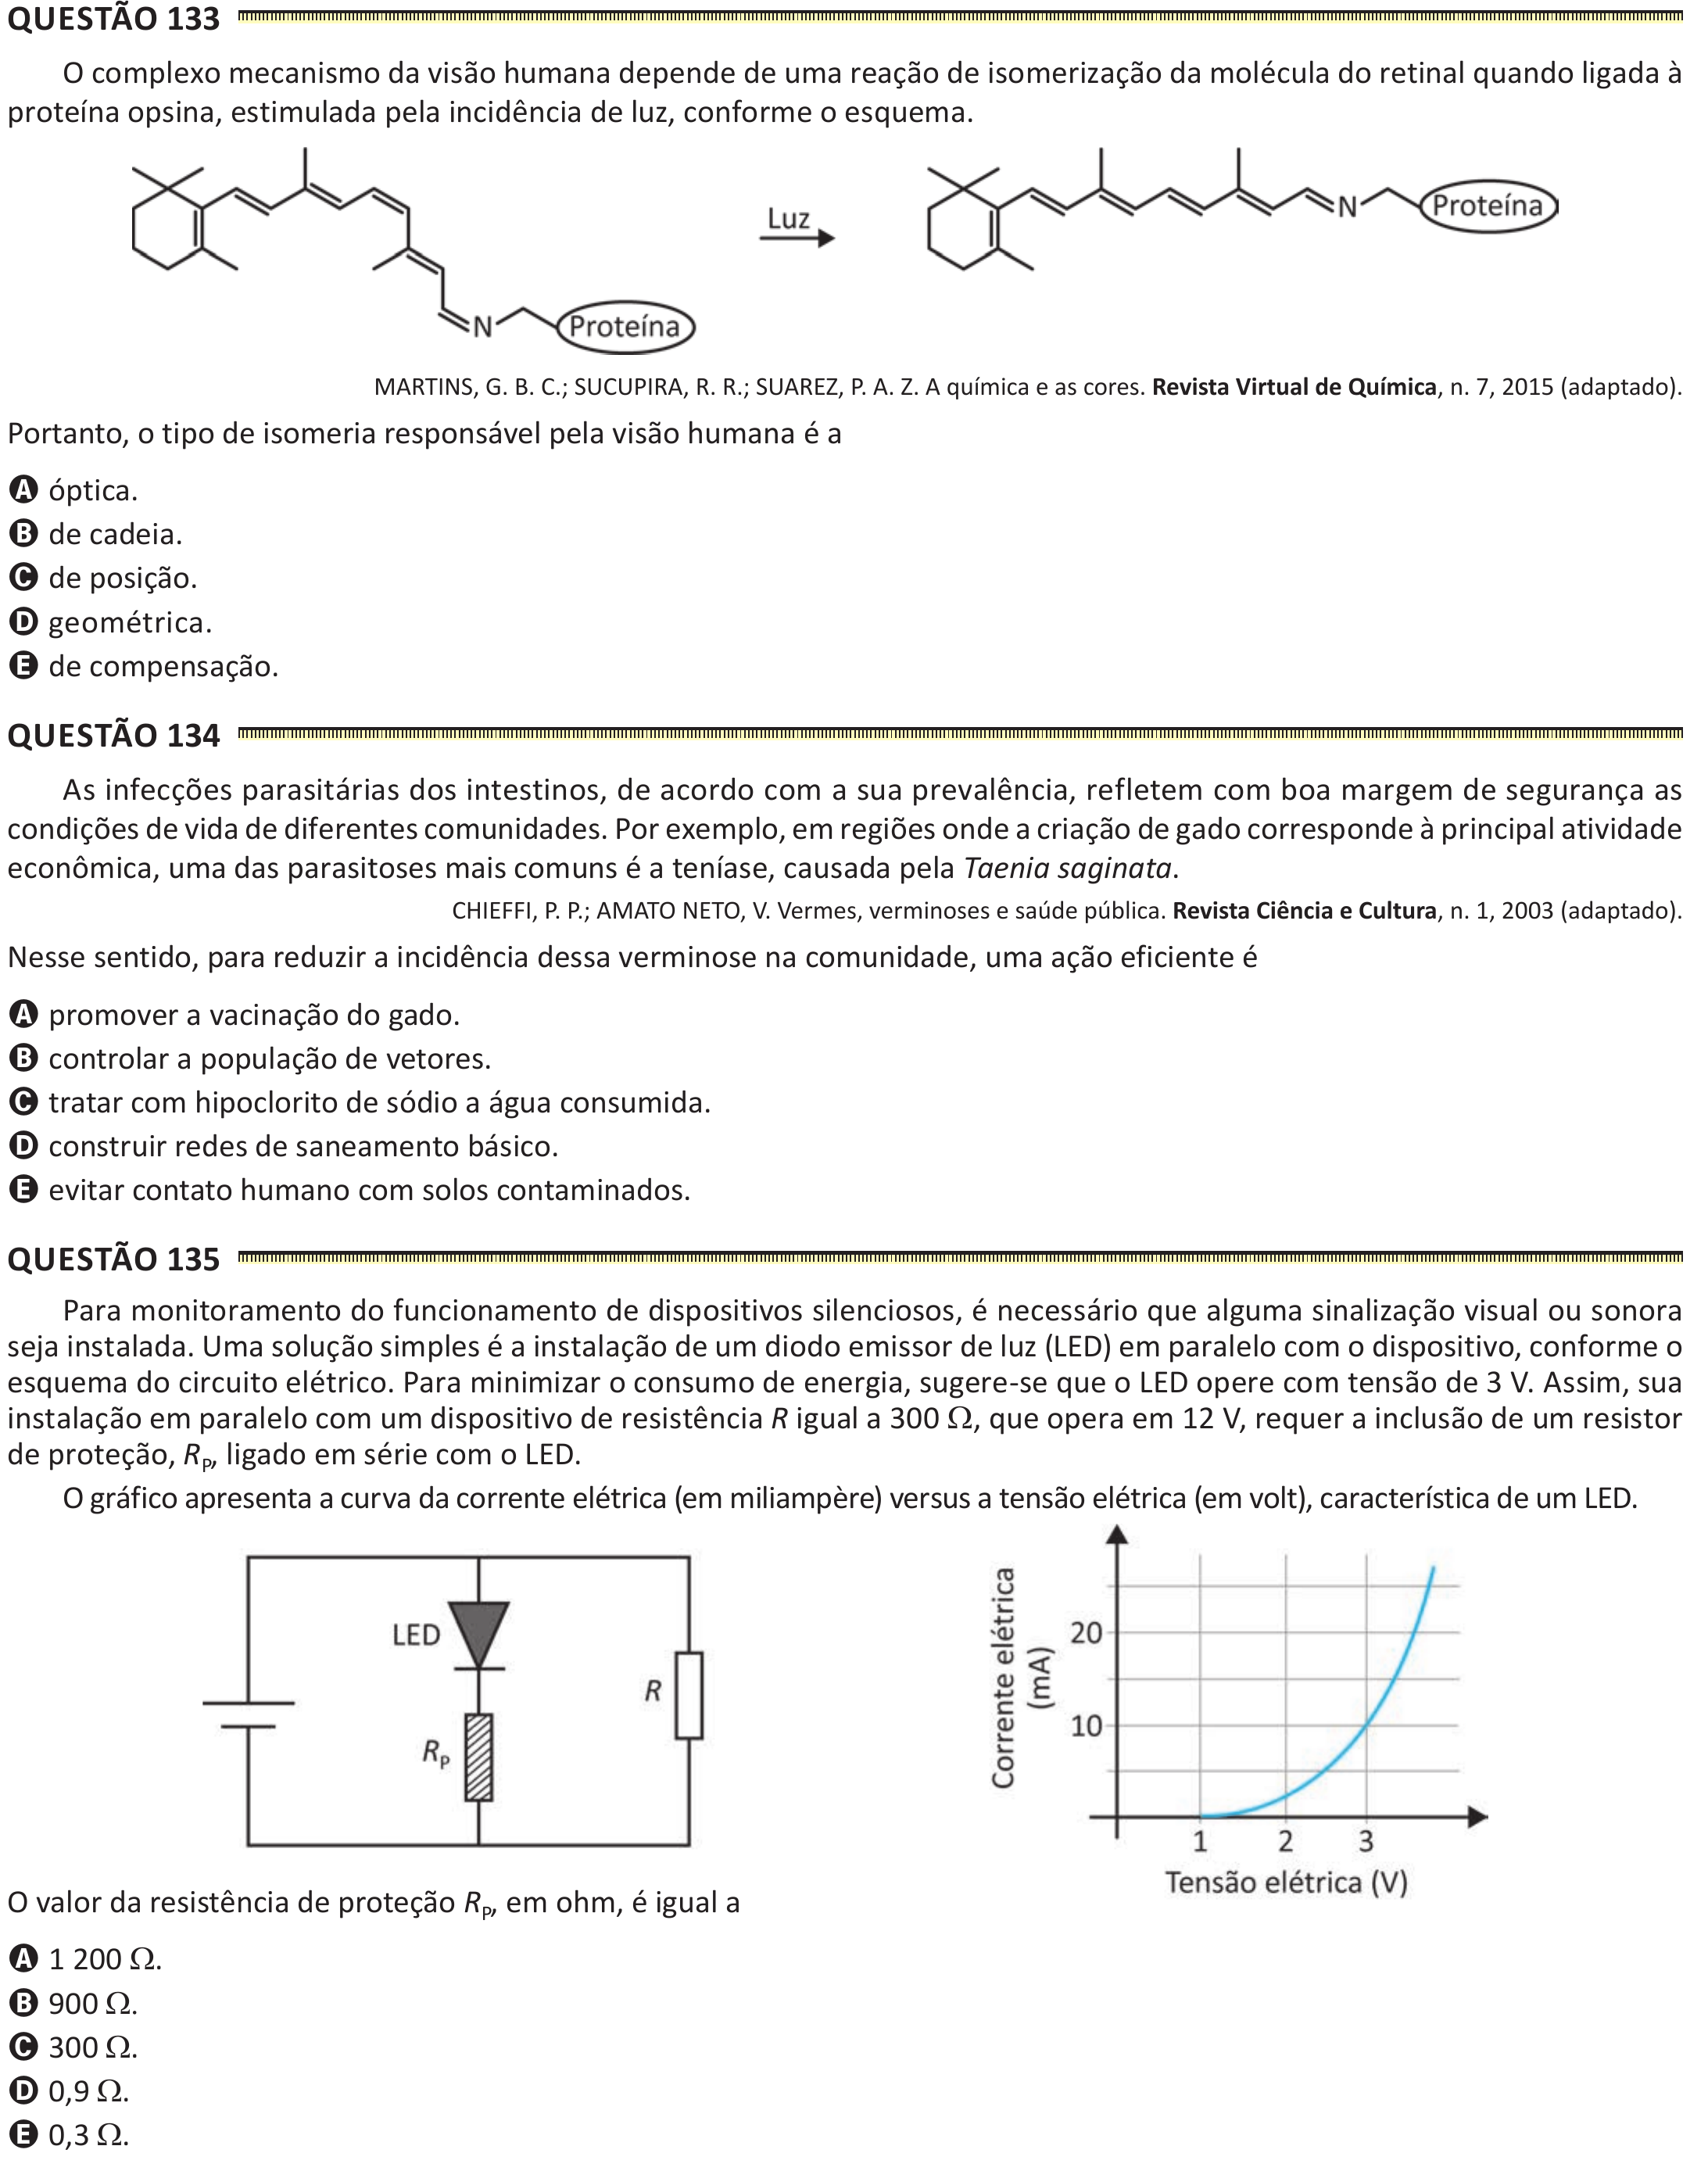 QUESTÃO 133
O complexo mecanismo da visão humana depende de uma reação de isomerização da molécula do retinal quando ligada à
proteína opsina, estimulada pela incidência de luz, conforme o esquema.
Luz
N
Proteína
N
Proteína
MARTINS, G. B. C.; SUCUPIRA, R. R.; SUAREZ, P. A. Z. A química e as cores. Revista Virtual de Química, n. 7, 2015 (adaptado).
Portanto, o tipo de isomeria responsável pela visão humana é a
A óptica.
B de cadeia.
C de posição.
D geométrica.
E de compensação.
QUESTÃO 134
As infecções parasitárias dos intestinos, de acordo com a sua prevalência, refletem com boa margem de segurança as
condições de vida de diferentes comunidades. Por exemplo, em regiões onde a criação de gado corresponde à principal atividade
econômica, uma das parasitoses mais comuns é a teníase, causada pela Taenia saginata.
CHIEFFI, P. P.; AMATO NETO, V. Vermes, verminoses e saúde pública. Revista Ciência e Cultura, n. 1, 2003 (adaptado).
Nesse sentido, para reduzir a incidência dessa verminose na comunidade, uma ação eficiente é
A promover a vacinação do gado.
B controlar a população de vetores.
C tratar com hipoclorito de sódio a água consumida.
D construir redes de saneamento básico.
E evitar contato humano com solos contaminados.
QUESTÃO 135
Para monitoramento do funcionamento de dispositivos silenciosos, é necessário que alguma sinalização visual ou sonora
seja instalada. Uma solução simples é a instalação de um diodo emissor de luz (LED) em paralelo com o dispositivo, conforme o
esquema do circuito elétrico. Para minimizar o consumo de energia, sugere-se que o LED opere com tensão de 3 V. Assim, sua
instalação em paralelo com um dispositivo de resistência R igual a 300 Ω, que opera em 12 V, requer a inclusão de um resistor
de proteção, RP, ligado em série com o LED.
O gráfico apresenta a curva da corrente elétrica (em miliampère) versus a tensão elétrica (em volt), característica de um LED.
LED
R
RP
Corrente elétrica
(mA)
20
10
1 2 3
Tensão elétrica (V)
O valor da resistência de proteção RP, em ohm, é igual a
A 1 200 Ω.
B 900 Ω.
C 300 Ω.
D 0,9 Ω.
E 0,3 Ω.